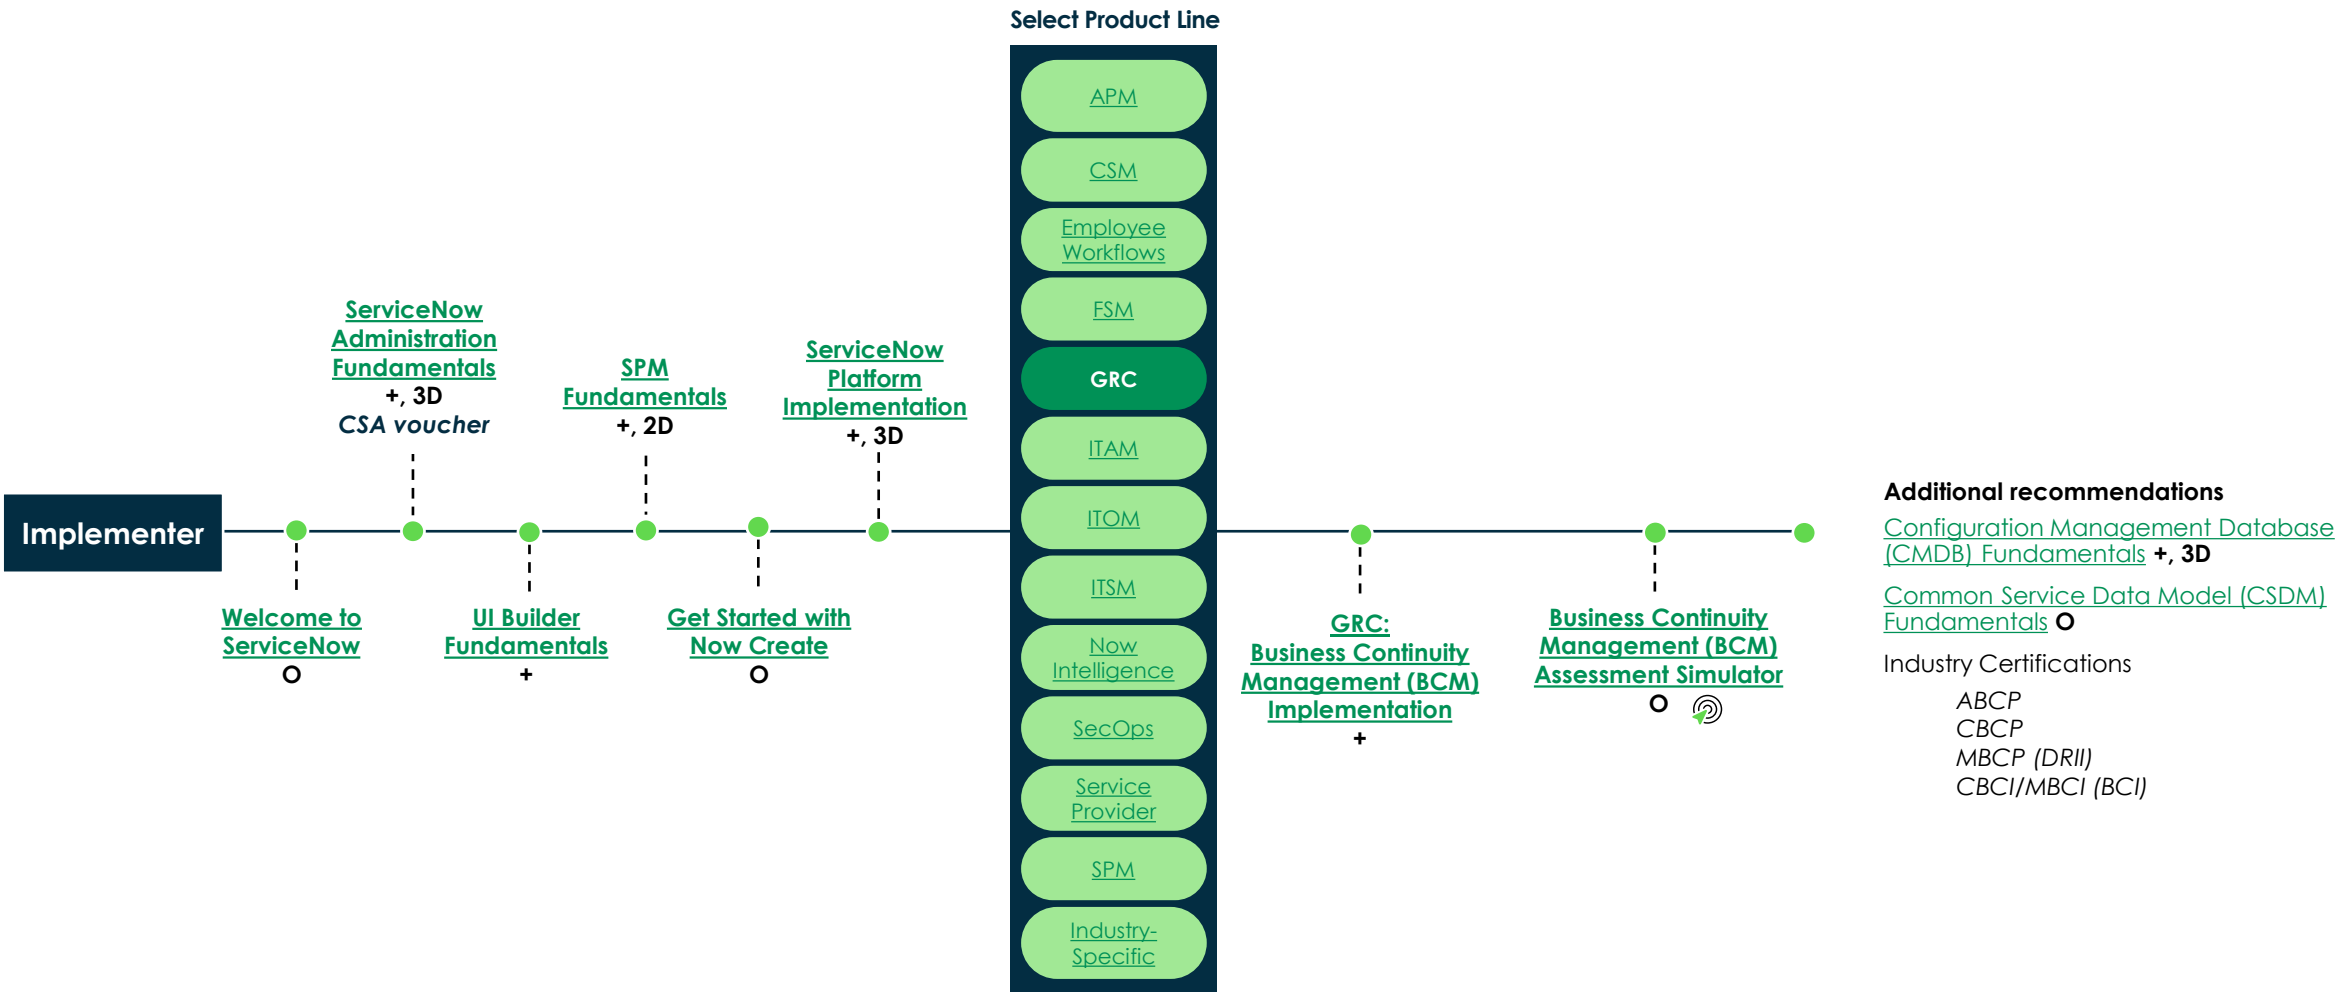 Select Product Line
APM
CSM
Employee
Workflows
FSM
GRC
ITAM
ITOM
ITSM
Now
Intelligence
SecOps
Service
Provider
SPM
Industry-
Specific
Implementer
Welcome to
ServiceNow
O
ServiceNow
Administration
Fundamentals
+, 3D
CSA voucher
UI Builder
Fundamentals
+
SPM
Fundamentals
+, 2D
Get Started with
Now Create
O
ServiceNow
Platform
Implementation
+, 3D
GRC:
Business Continuity
Management (BCM)
Implementation
+
Business Continuity
Management (BCM)
Assessment Simulator
O
Additional recommendations
Configuration Management Database
(CMDB) Fundamentals +, 3D
Common Service Data Model (CSDM)
Fundamentals O
Industry Certifications
ABCP
CBCP
MBCP (DRII)
CBCI/MBCI (BCI)